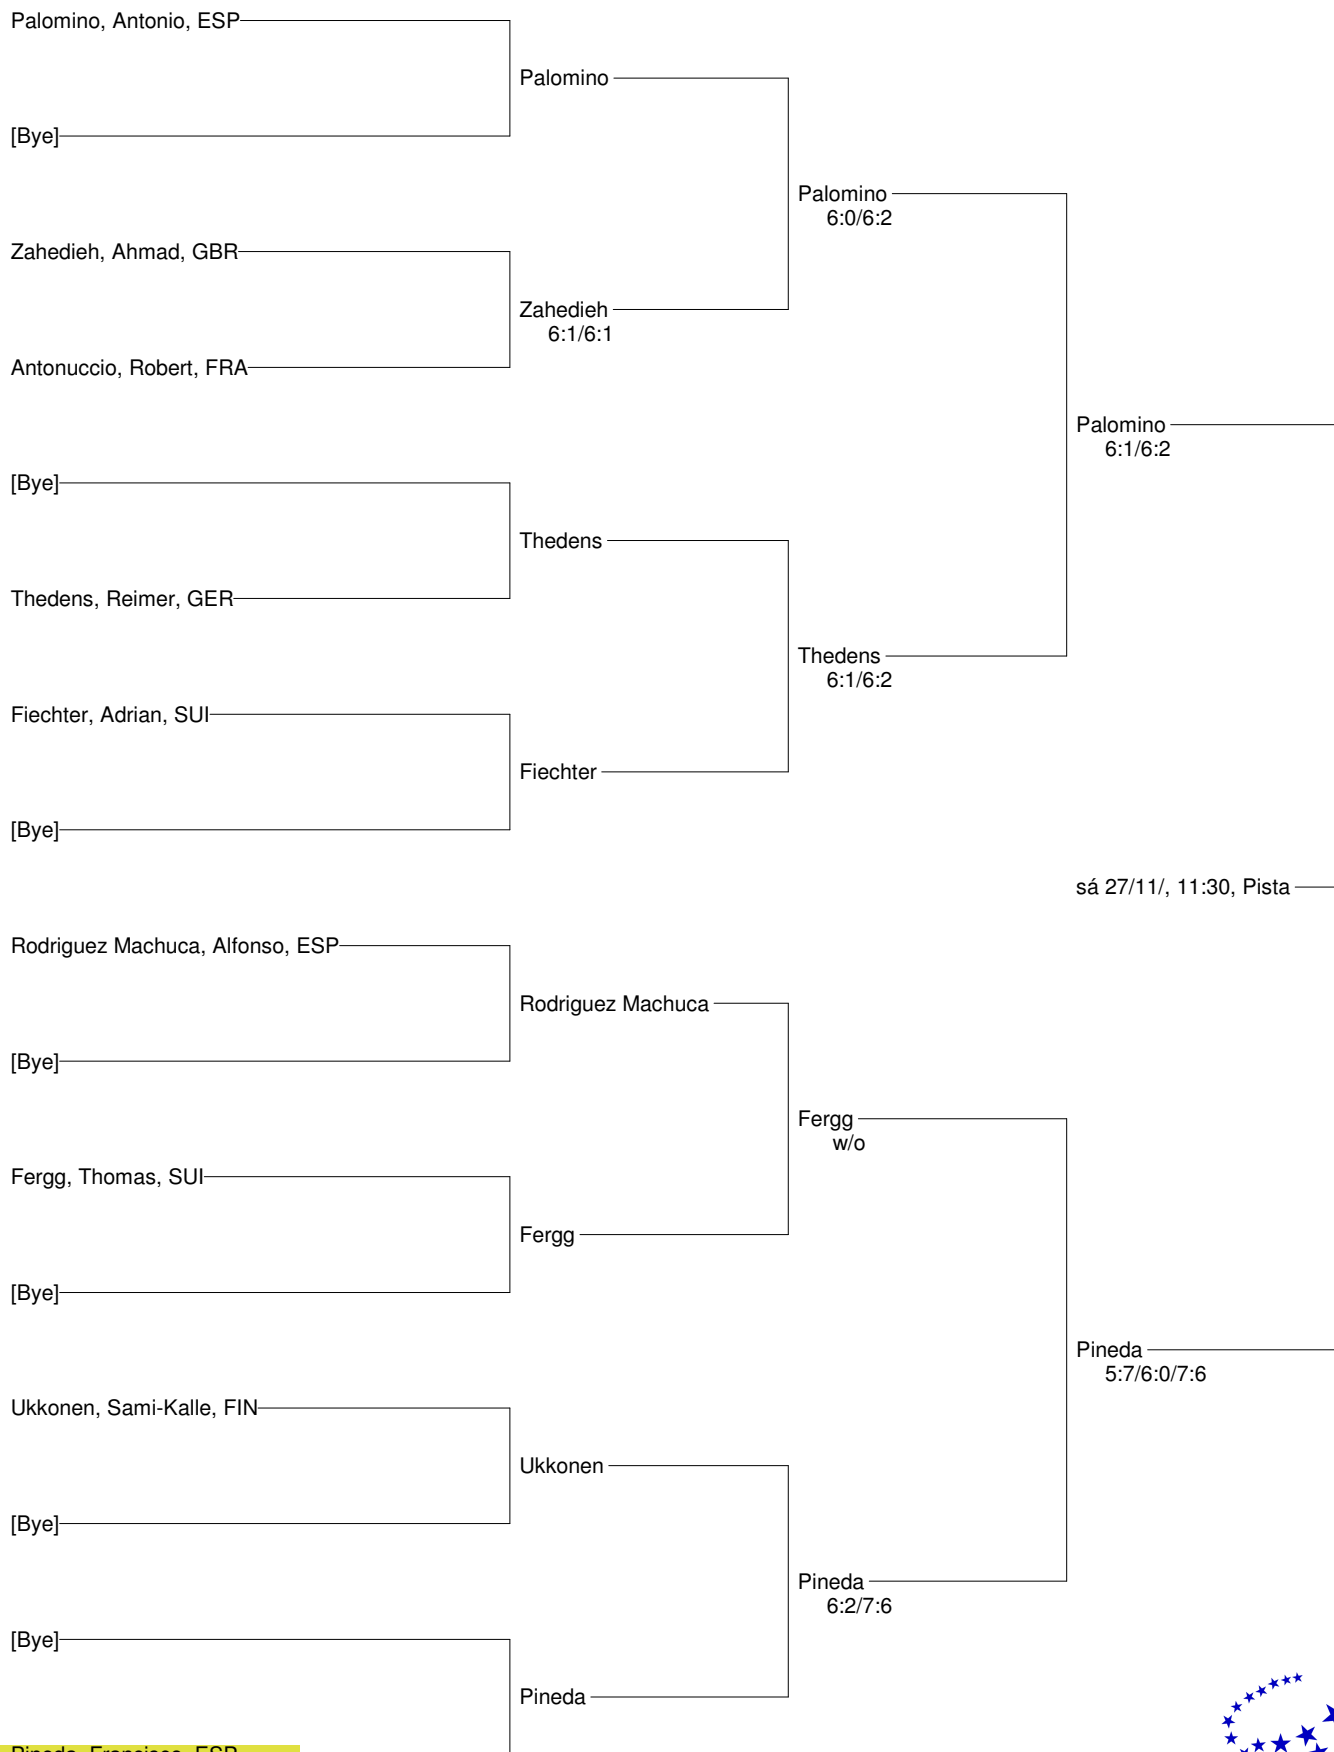 Palomino, Antonio, ESP
Palomino
[Bye]
Palomino
6:0/6:2
Zahedieh, Ahmad, GBR
Zahedieh
6:1/6:1
Antonuccio, Robert, FRA
Palomino
6:1/6:2
[Bye]
Thedens
Thedens, Reimer, GER
Thedens
6:1/6:2
Fiechter, Adrian, SUI
Fiechter
[Bye]
sá 27/11/, 11:30, Pista
Rodriguez Machuca, Alfonso, ESP
Rodriguez Machuca
[Bye]
Fergg
w/o
Fergg, Thomas, SUI
Fergg
[Bye]
Pineda
5:7/6:0/7:6
Ukkonen, Sami-Kalle, FIN
Ukkonen
[Bye]
Pineda
6:2/7:6
[Bye]
Pineda
Pineda, Francisco, ESP